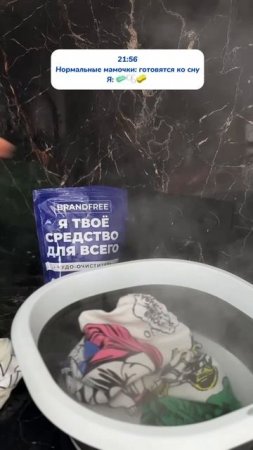 21:56
Нормальные мамочки: готовятся ко сну
Я:
BRANDFREE
Я ТВОЁ
СРЕДСТВО
ДЛЯ ВСЕГО